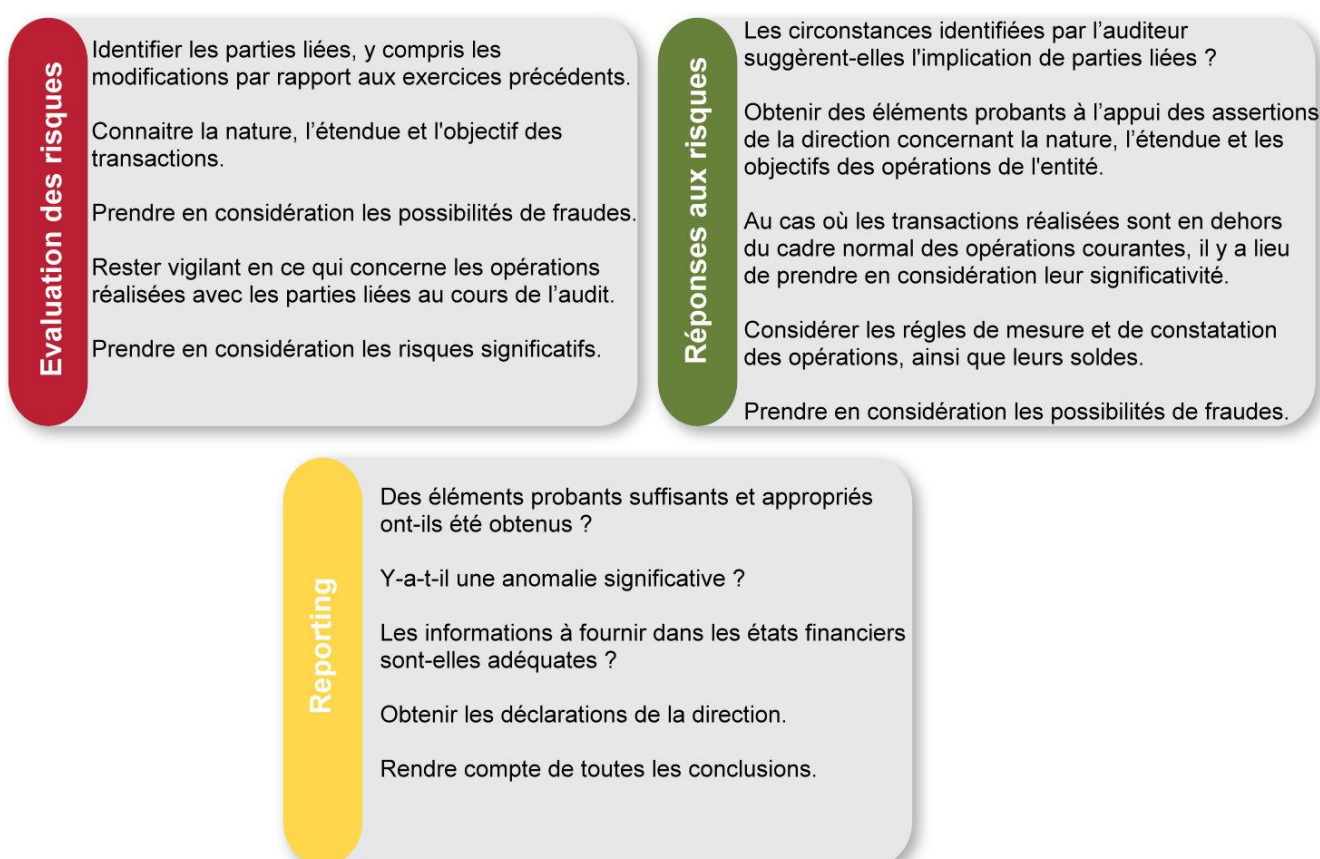 Evaluation des risques
Identifier les parties liées, y compris les
modifications par rapport aux exercices précédents.
Connaitre la nature, l’étendue et l'objectif des
transactions.
Prendre en considération les possibilités de fraudes.
Rester vigilant en ce qui concerne les opérations
réalisées avec les parties liées au cours de l’audit.
Prendre en considération les risques significatifs.
Réponses aux risques
Les circonstances identifiées par l’auditeur
suggèrent-elles l'implication de parties liées ?
Obtenir des éléments probants à l’appui des assertions
de la direction concernant la nature, l’étendue et les
objectifs des opérations de l'entité.
Au cas où les transactions réalisées sont en dehors
du cadre normal des opérations courantes, il y a lieu
de prendre en considération leur significativité.
Considérer les régles de mesure et de constatation
des opérations, ainsi que leurs soldes.
Prendre en considération les possibilités de fraudes.
Reporting
Des éléments probants suffisants et appropriés
ont-ils été obtenus ?
Y-a-t-il une anomalie significative ?
Les informations à fournir dans les états financiers
sont-elles adéquates ?
Obtenir les déclarations de la direction.
Rendre compte de toutes les conclusions.